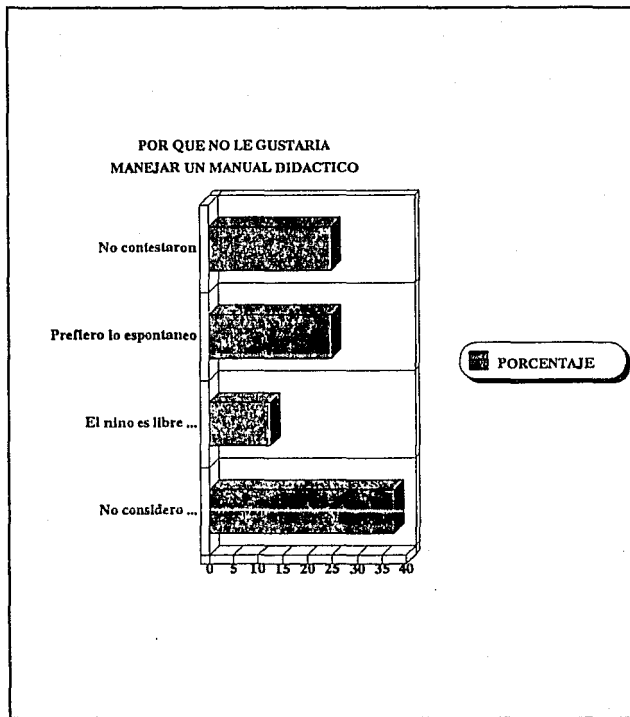 POR QUE NO LE GUSTARIA
MANEJAR UN MANUAL DIDACTICO
No contestaron
Prefiero lo espontaneo
El nino es libre ...
No considero ...
0 5 10 15 20 25 30 35 40
PORCENTAJE